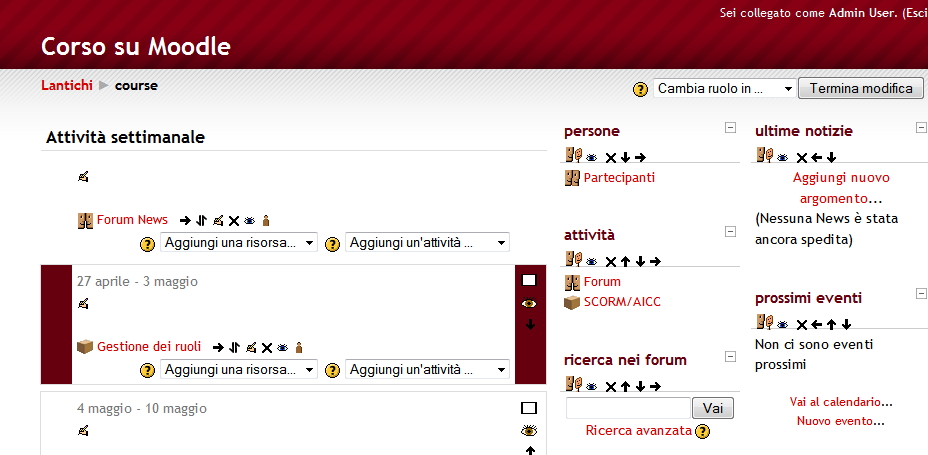 Sei collegato come Admin User. (Esci
Corso su Moodle
Lantichi ► course
Cambia ruolo in ...
Termina modifica
Attività settimanale
Forum News
Aggiungi una risorsa...
Aggiungi un'attività ...
27 aprile - 3 maggio
Gestione dei ruoli
Aggiungi una risorsa...
Aggiungi un'attività ...
4 maggio - 10 maggio
persone
Partecipanti
attività
Forum
SCORM/AICC
ricerca nei forum
Vai
Ricerca avanzata
ultime notizie
Aggiungi nuovo
argomento...
(Nessuna News è stata
ancora spedita)
prossimi eventi
Non ci sono eventi
prossimi
Vai al calendario...
Nuovo evento...